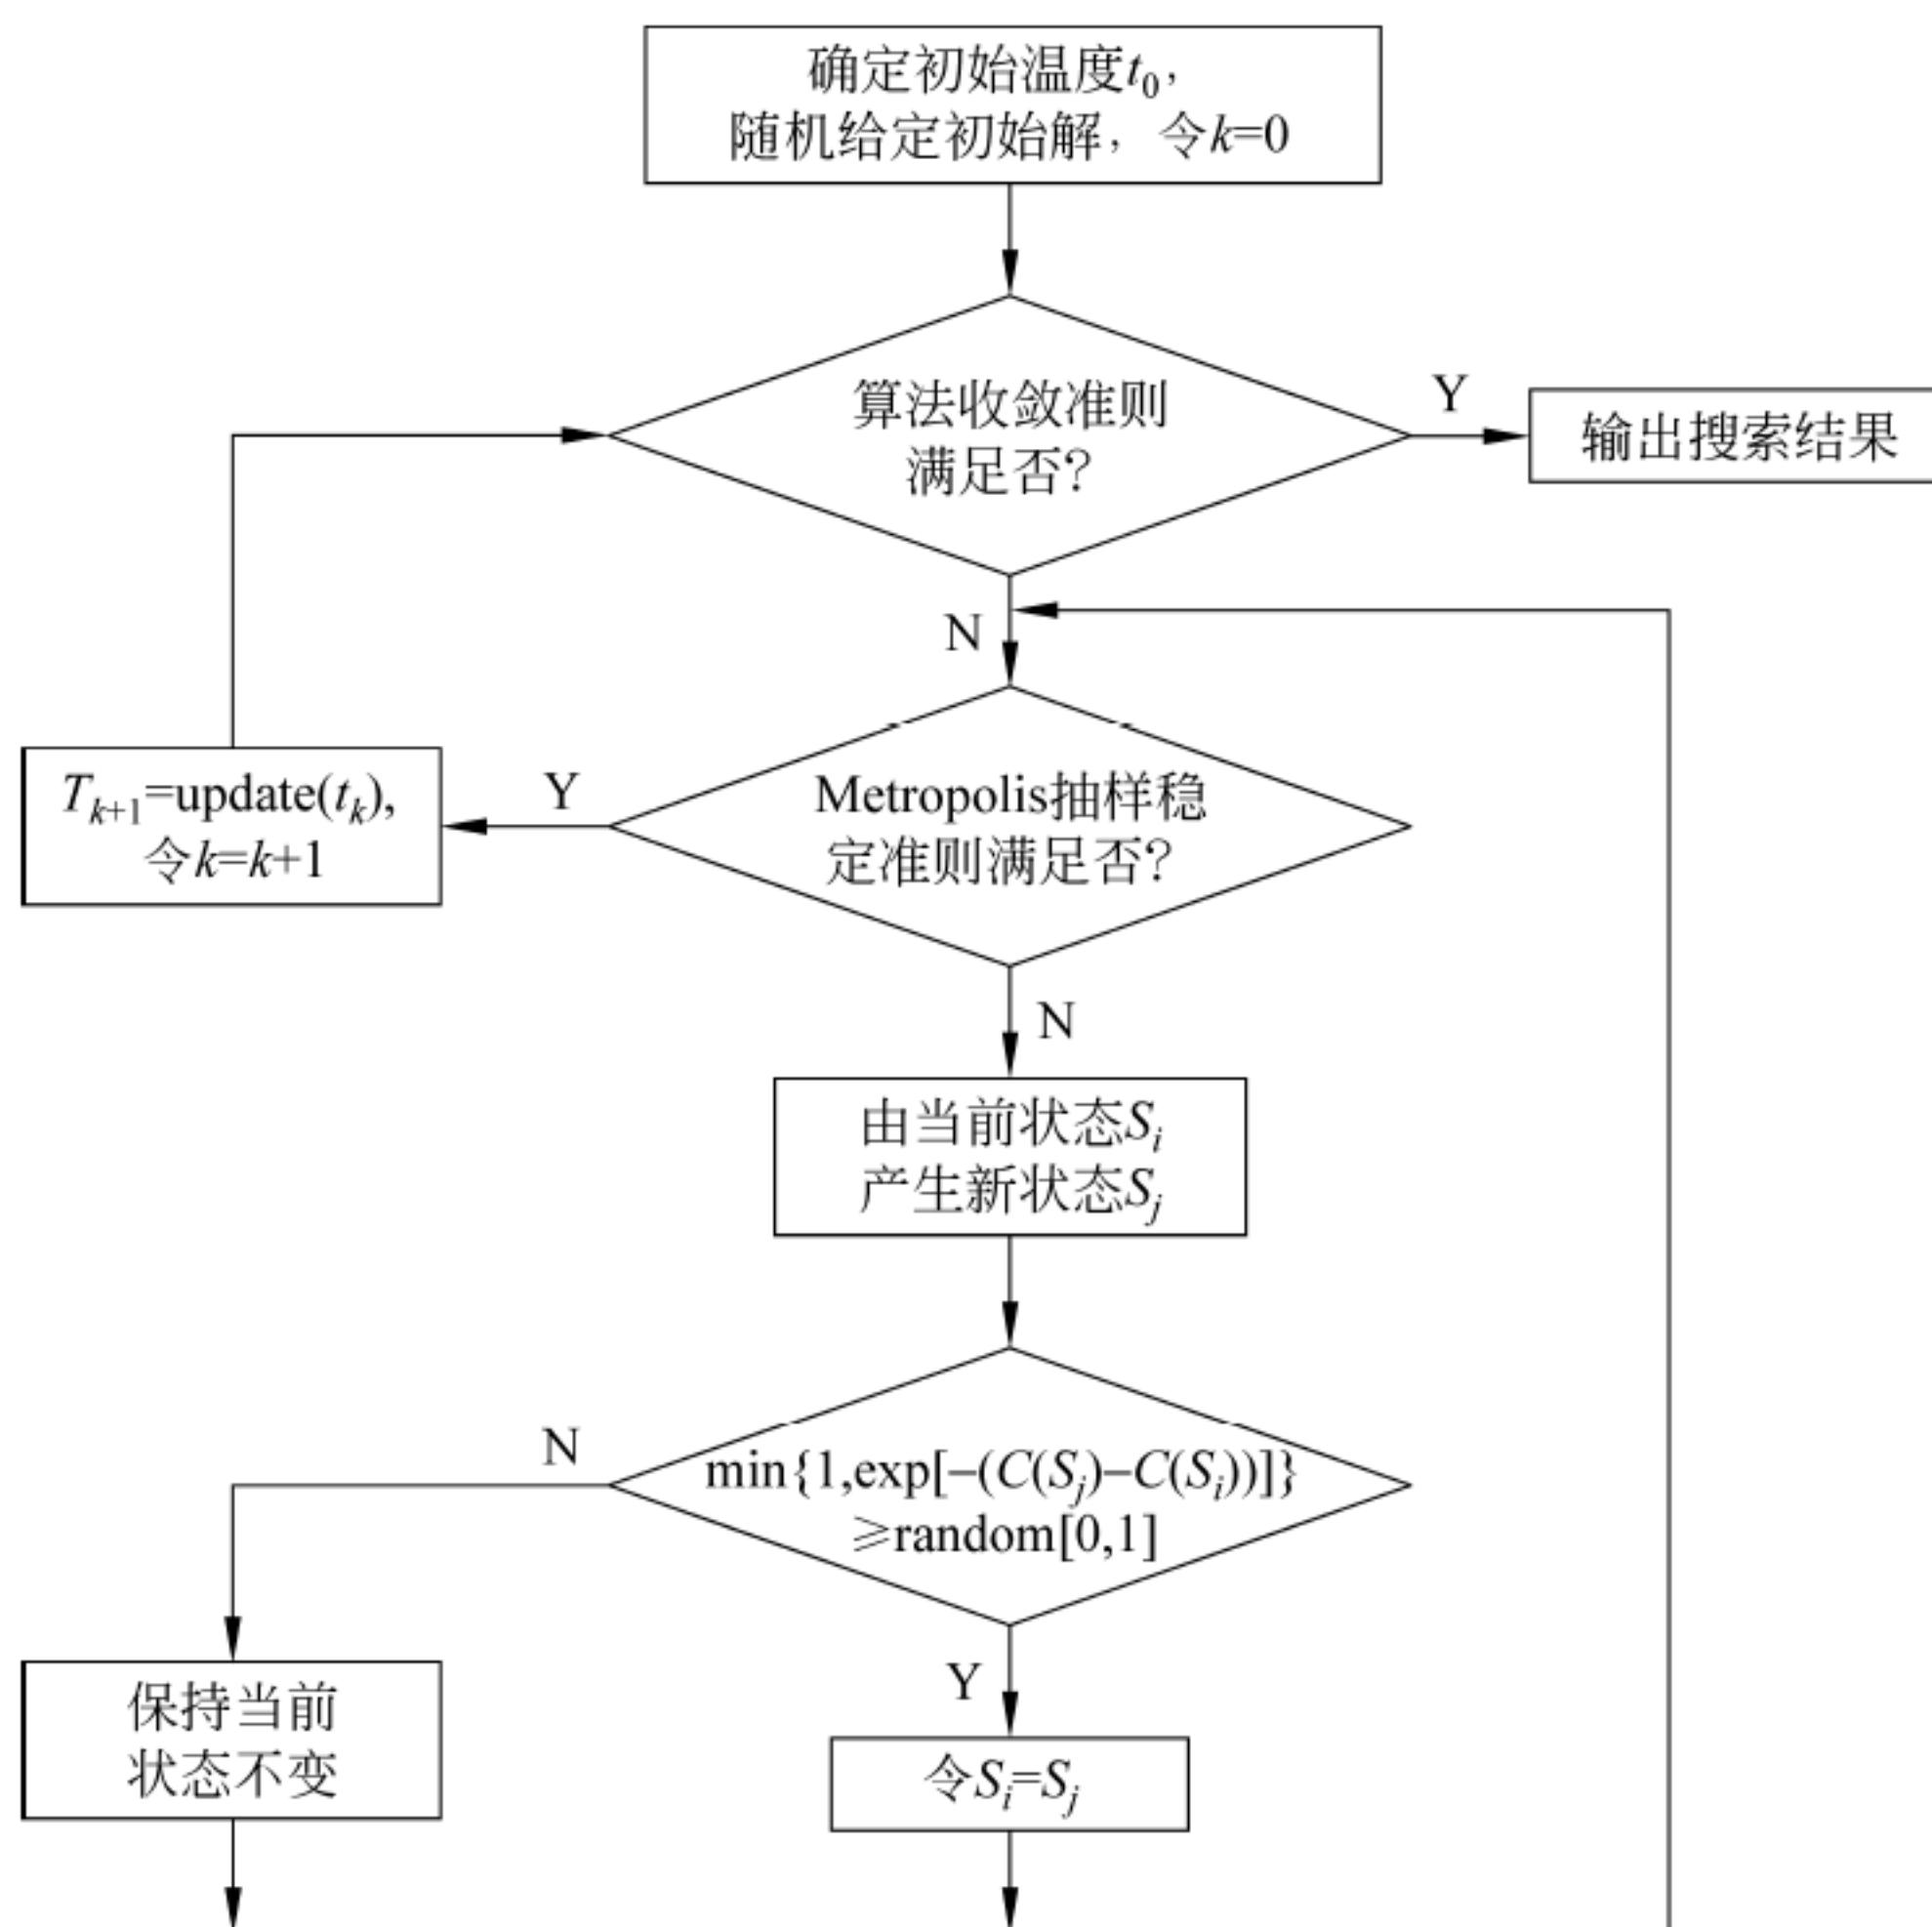 确定初始温度t₀,
随机给定初始解,令k=0
算法收敛准则
满足否?
Y
输出搜索结果
N
Tₖ₊₁=update(tₖ),
令k=k+1
Y
Metropolis抽样稳
定准则满足否?
N
由当前状态Sᵢ
产生新状态Sⱼ
N
min{1,exp[–(C(Sⱼ)–C(Sᵢ))]}
≥random[0,1]
Y
保持当前
状态不变
令Sᵢ=Sⱼ